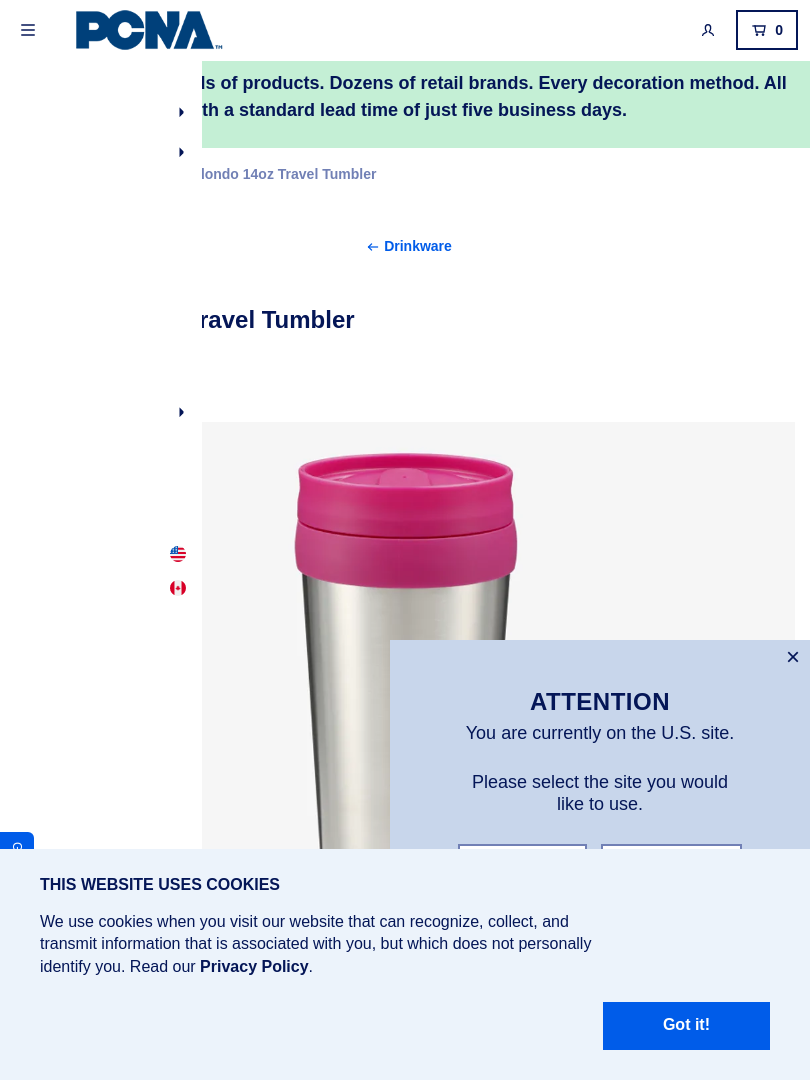 PCNA™
0
of products. Dozens of retail brands. Every decoration method. All
a standard lead time of just five business days.
14oz Travel Tumbler
← Drinkware
Tumbler
ATTENTION
You are currently on the U.S. site.
Please select the site you would
like to use.
THIS WEBSITE USES COOKIES
We use cookies when you visit our website that can recognize, collect, and
transmit information that is associated with you, but which does not personally
identify you. Read our Privacy Policy.
Got it!